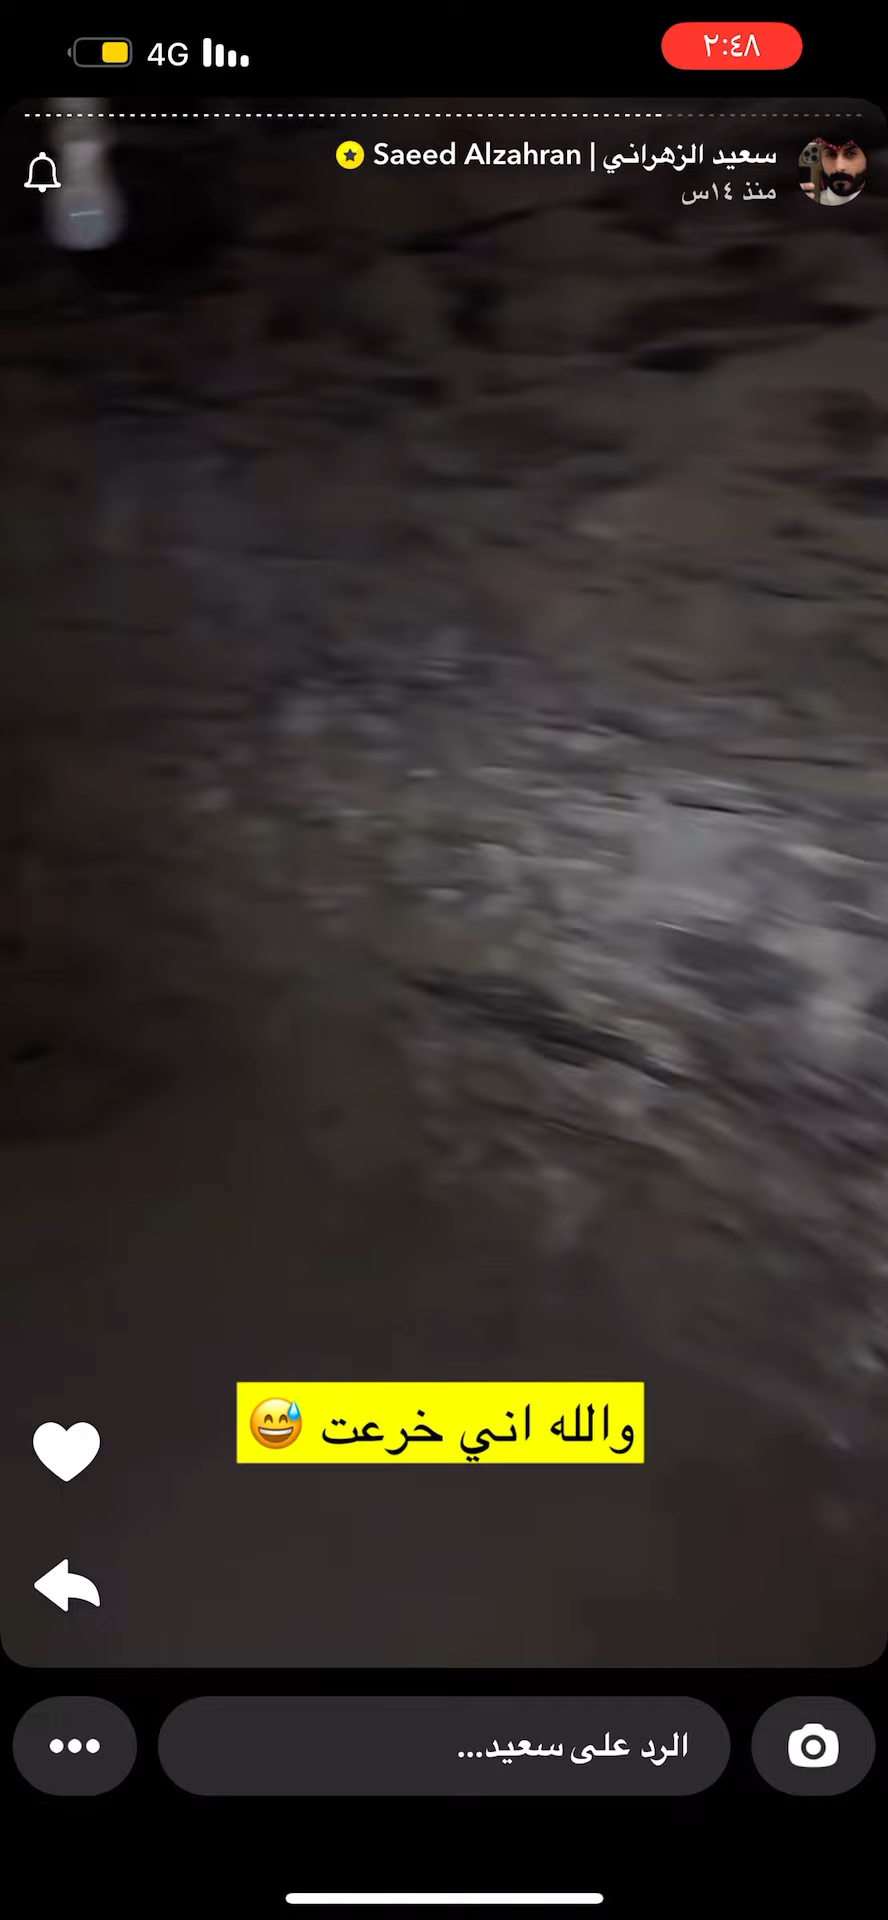 4G ٢:٤٨
سعيد الزهراني | Saeed Alzahran
منذ ١٤س
والله اني خرعت 😅
الرد على سعيد...